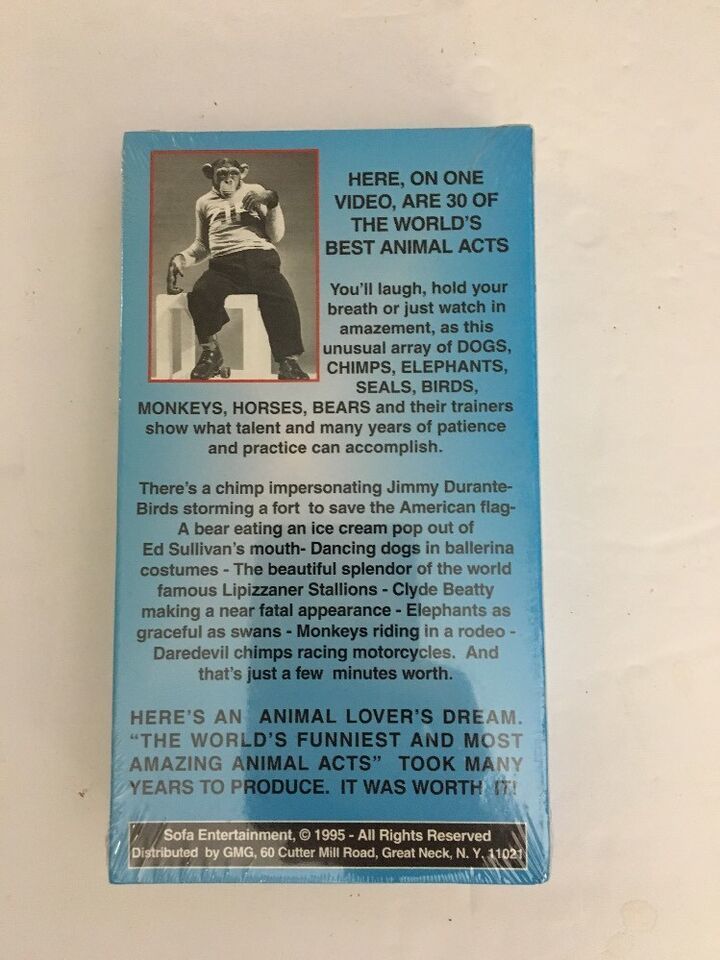 HERE, ON ONE
VIDEO, ARE 30 OF
THE WORLD'S
BEST ANIMAL ACTS
You'll laugh, hold your
breath or just watch in
amazement, as this
unusual array of DOGS,
CHIMPS, ELEPHANTS,
SEALS, BIRDS,
MONKEYS, HORSES, BEARS and their trainers
show what talent and many years of patience
and practice can accomplish.
There's a chimp impersonating Jimmy Durante-
Birds storming a fort to save the American flag-
A bear eating an ice cream pop out of
Ed Sullivan's mouth- Dancing dogs in ballerina
costumes - The beautiful splendor of the world
famous Lipizzaner Stallions - Clyde Beatty
making a near fatal appearance - Elephants as
graceful as swans - Monkeys riding in a rodeo -
Daredevil chimps racing motorcycles. And
that's just a few minutes worth.
HERE'S AN ANIMAL LOVER'S DREAM.
"THE WORLD'S FUNNIEST AND MOST
AMAZING ANIMAL ACTS" TOOK MANY
YEARS TO PRODUCE. IT WAS WORTH IT!
Sofa Entertainment, © 1995 - All Rights Reserved
Distributed by GMG, 60 Cutter Mill Road, Great Neck, N. Y. 11021